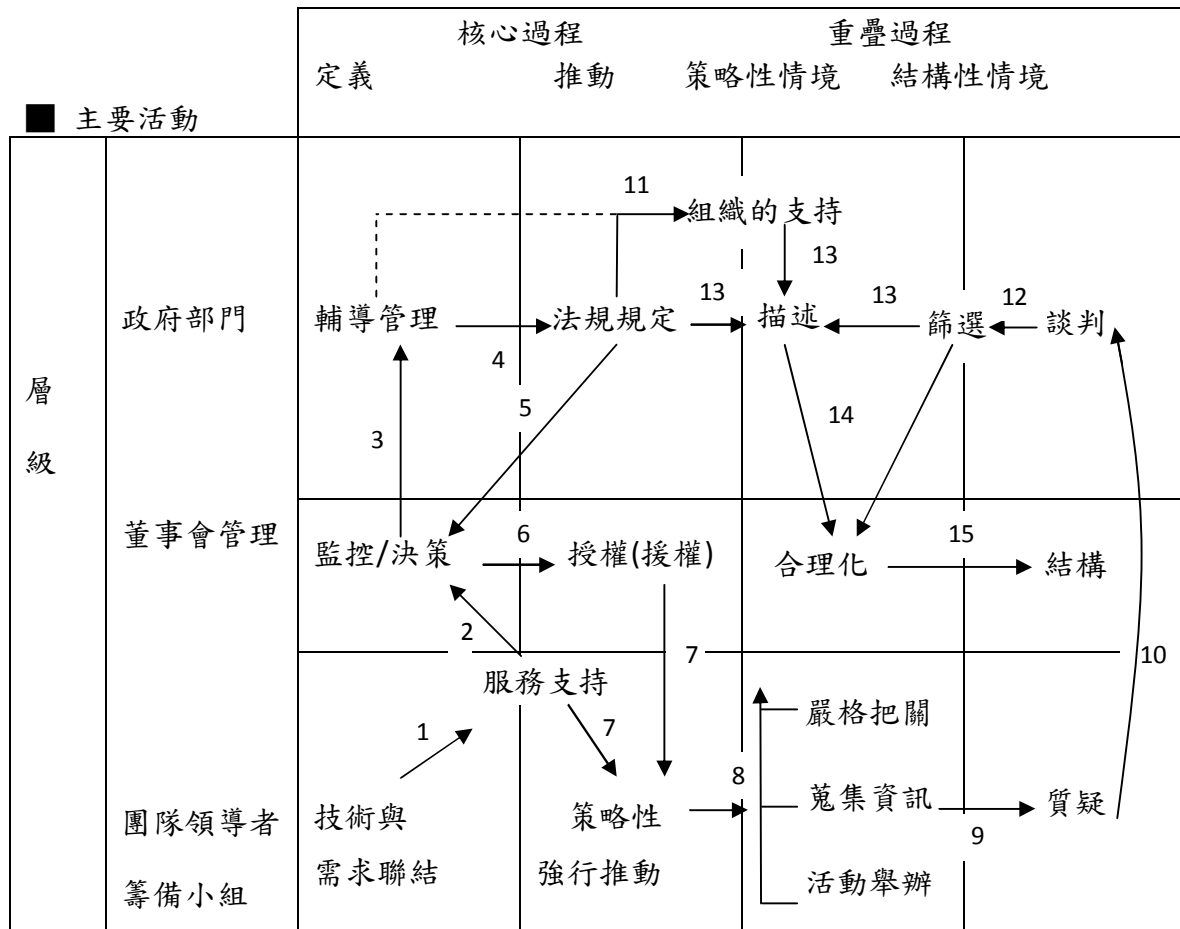 核心過程 重疊過程
定義 推動 策略性情境 結構性情境
■ 主要活動
11
組織的支持
13
政府部門 輔導管理 法規規定 13 描述 13 篩選 12 談判
4
層級
5
14
3
董事會管理 監控/決策 6 授權(援權) 合理化 15 結構
2
7
10
服務支持
1
7
嚴格把關
8
團隊領導者 技術與 策略性 蒐集資訊 質疑
9
籌備小組 需求聯結 強行推動 活動舉辦